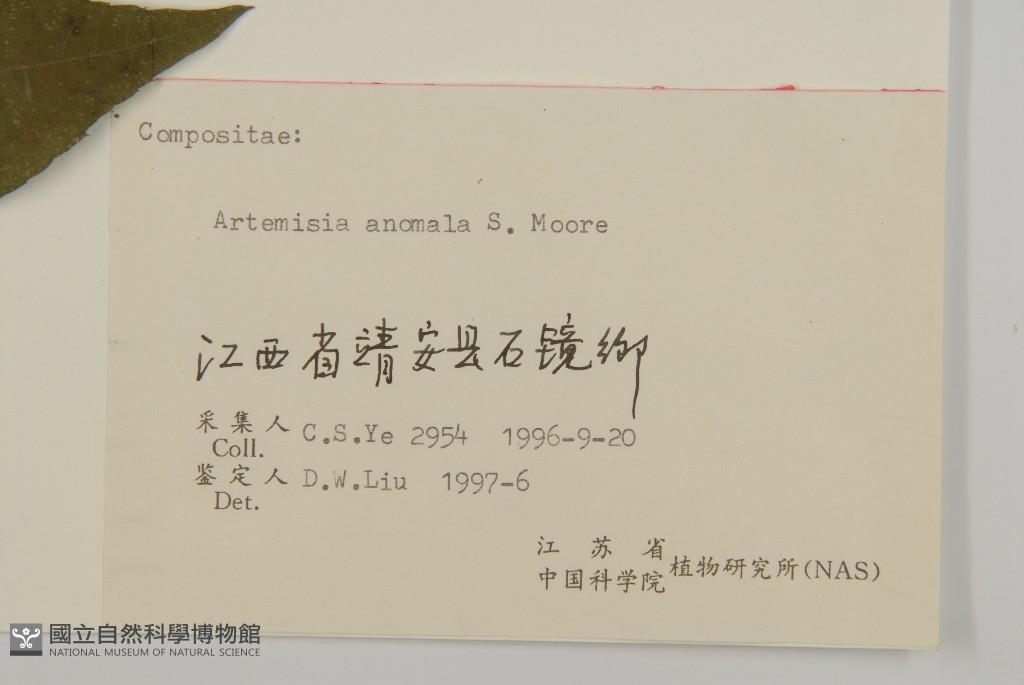 Compositae:
Artemisia anomala S. Moore
江西省靖安县石镜乡
采集人 C.S.Ye 2954 1996-9-20
Coll.
鉴定人 D.W.Liu 1997-6
Det.
江苏省
中国科学院 植物研究所(NAS)
國立自然科學博物館
NATIONAL MUSEUM OF NATURAL SCIENCE